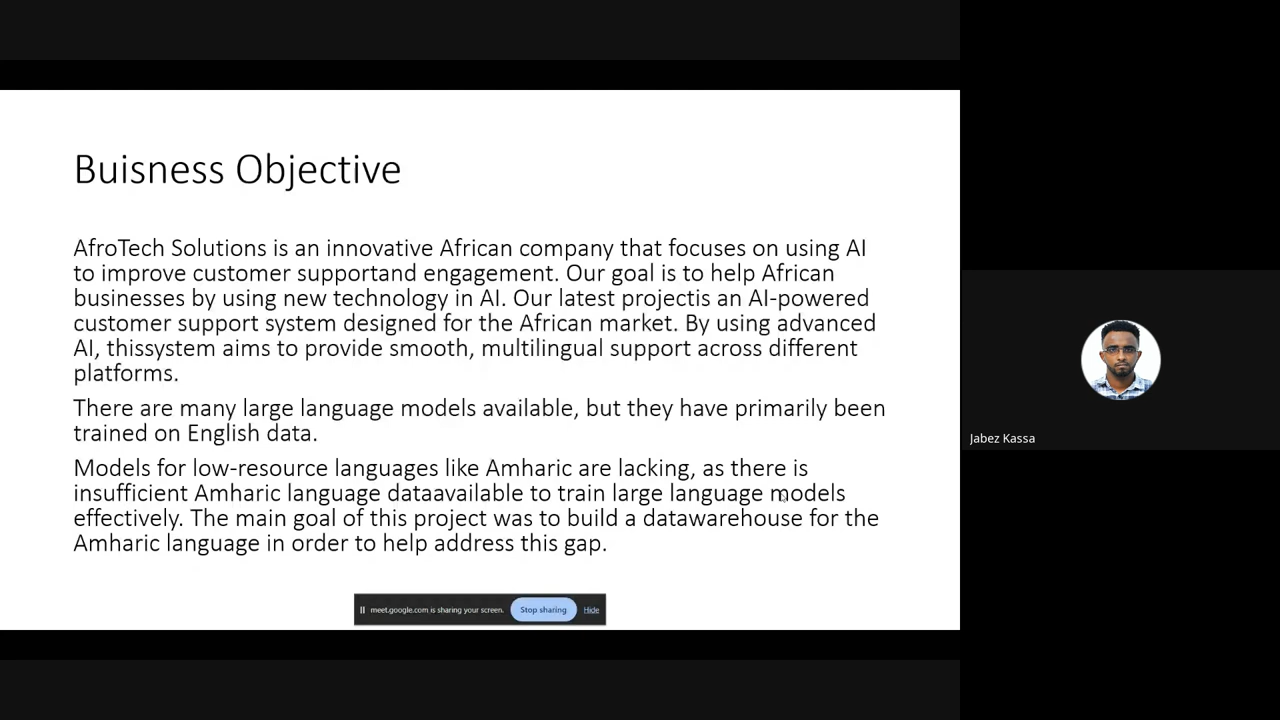 Buisness Objective
AfroTech Solutions is an innovative African company that focuses on using AI
to improve customer supportand engagement. Our goal is to help African
businesses by using new technology in AI. Our latest projectis an AI-powered
customer support system designed for the African market. By using advanced
AI, thissystem aims to provide smooth, multilingual support across different
platforms.
There are many large language models available, but they have primarily been
trained on English data.
Models for low-resource languages like Amharic are lacking, as there is
insufficient Amharic language dataavailable to train large language models
effectively. The main goal of this project was to build a datawarehouse for the
Amharic language in order to help address this gap.
meet.google.com is sharing your screen.
Stop sharing
Hide
Jabez Kassa